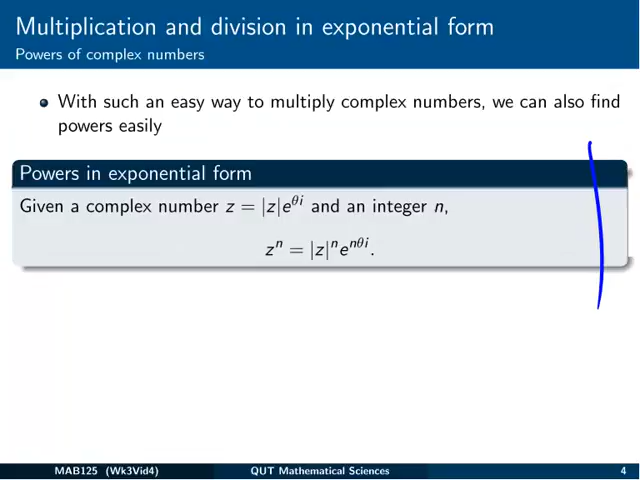 Multiplication and division in exponential form
Powers of complex numbers
With such an easy way to multiply complex numbers, we can also find
powers easily
Powers in exponential form
Given a complex number z = |z|e^{θi} and an integer n,
z^n = |z|^n e^{nθi}.
MAB125 (Wk3Vid4) QUT Mathematical Sciences 4